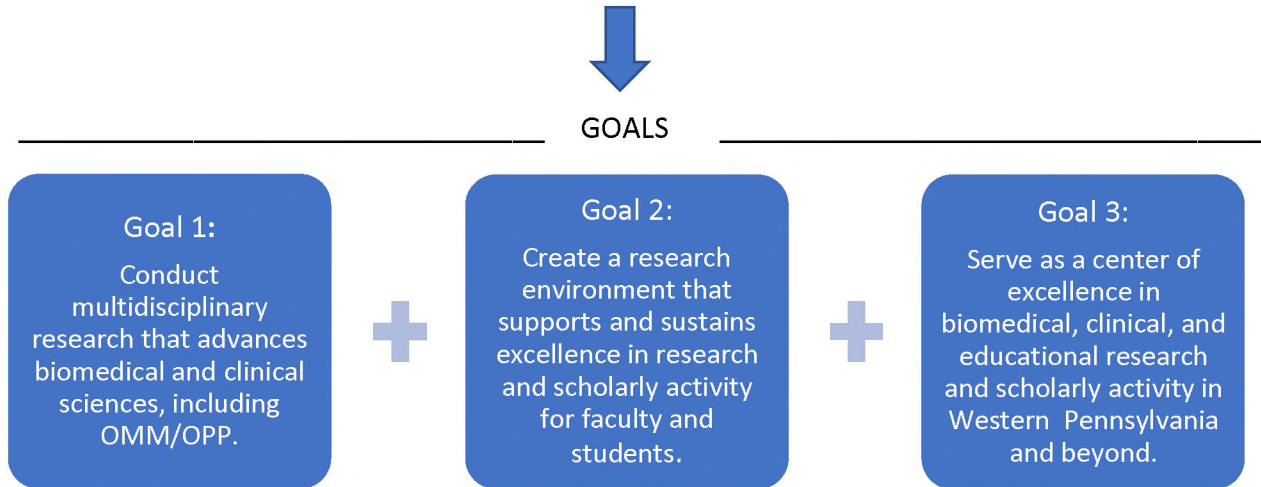 GOALS
Goal 1:
Conduct
multidisciplinary
research that advances
biomedical and clinical
sciences, including
OMM/OPP.
Goal 2:
Create a research
environment that
supports and sustains
excellence in research
and scholarly activity
for faculty and
students.
Goal 3:
Serve as a center of
excellence in
biomedical, clinical, and
educational research
and scholarly activity in
Western Pennsylvania
and beyond.